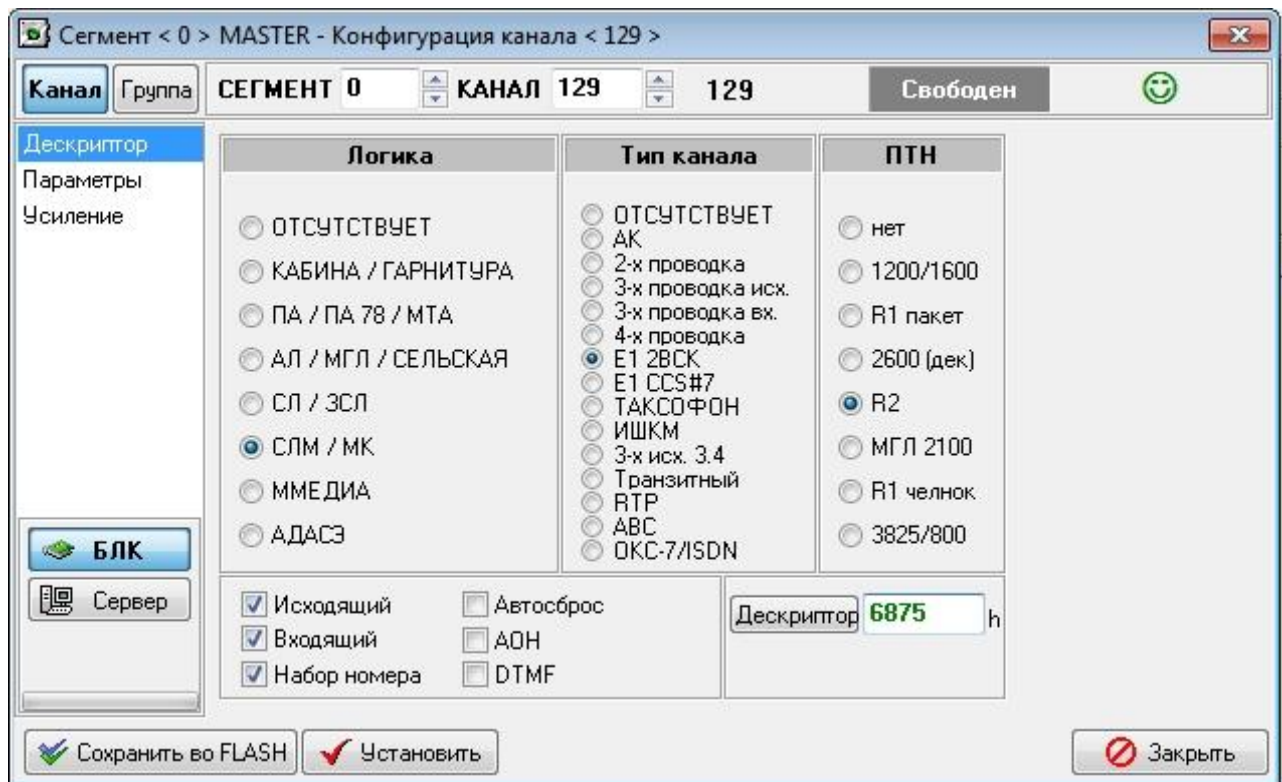 Сегмент < 0 > MASTER - Конфигурация канала < 129 >
Канал Группа СЕГМЕНТ 0 КАНАЛ 129 129 Свободен
Дескриптор
Параметры
Усиление
Логика
ОТСУТСТВУЕТ
КАБИНА / ГАРНИТУРА
ПА / ПА 78 / МТА
АЛ / МГЛ / СЕЛЬСКАЯ
СЛ / ЗСЛ
СЛМ / МК
ММЕДИА
АДАСЭ
Тип канала
ОТСУТСТВУЕТ
АК
2-х проводка
3-х проводка исх.
3-х проводка вх.
4-х проводка
E1 2ВСК
E1 CCS#7
ТАКСОФОН
ИШКМ
3-х исх. 3.4
Транзитный
RTP
ABC
ОКС-7/ISDN
ПТН
нет
1200/1600
R1 пакет
2600 (дек)
R2
МГЛ 2100
R1 челнок
3825/800
БЛК
Сервер
Исходящий
Входящий
Набор номера
Автосброс
АОН
DTMF
Дескриптор 6875 h
Сохранить во FLASH Установить Закрыть